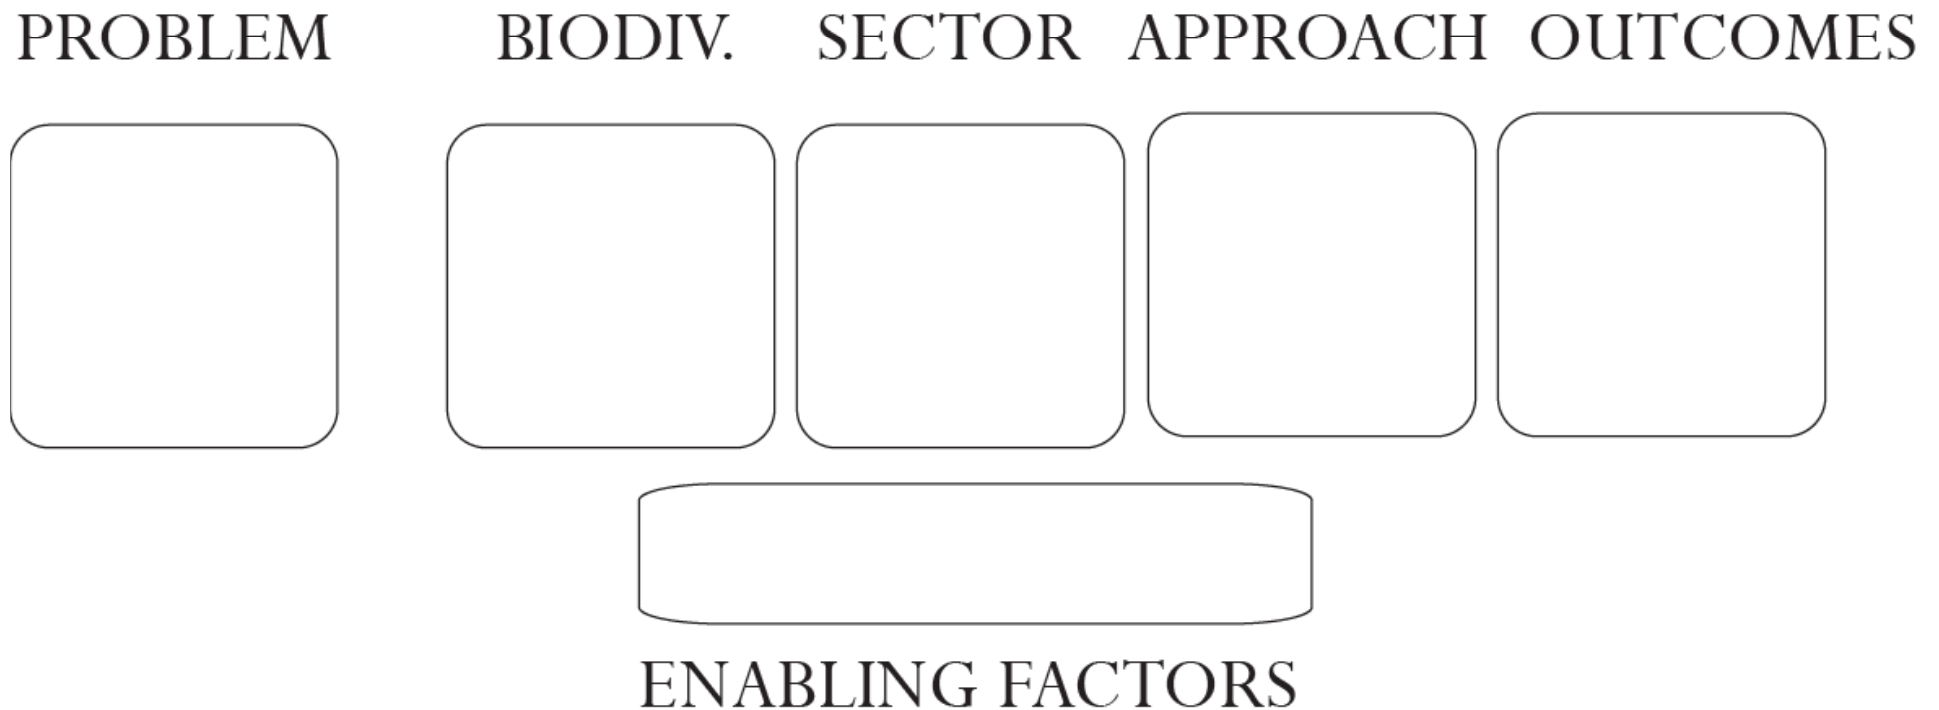 PROBLEM BIODIV. SECTOR APPROACH OUTCOMES
ENABLING FACTORS